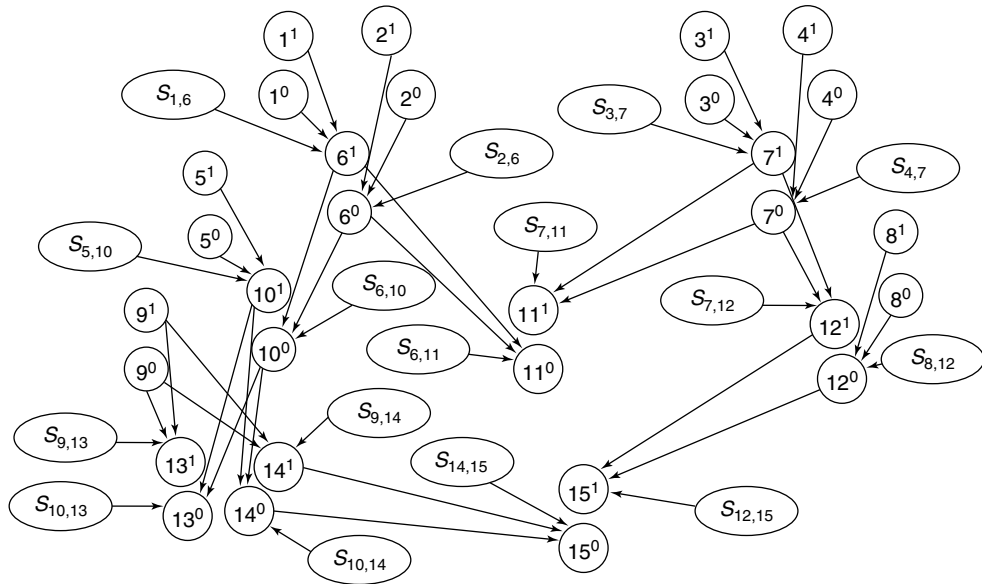 1¹
2¹
3¹
4¹
S₁,₆
1⁰
2⁰
S₃,₇
3⁰
4⁰
6¹
S₂,₆
7¹
S₄,₇
5¹
6⁰
7⁰
S₅,₁₀
5⁰
S₇,₁₁
8¹
10¹
S₆,₁₀
9¹
11¹
S₇,₁₂
12¹
8⁰
10⁰
S₆,₁₁
11⁰
9⁰
12⁰
S₈,₁₂
S₉,₁₄
S₉,₁₃
13¹
14¹
S₁₄,₁₅
15¹
S₁₀,₁₃
13⁰
14⁰
S₁₂,₁₅
S₁₀,₁₄
15⁰